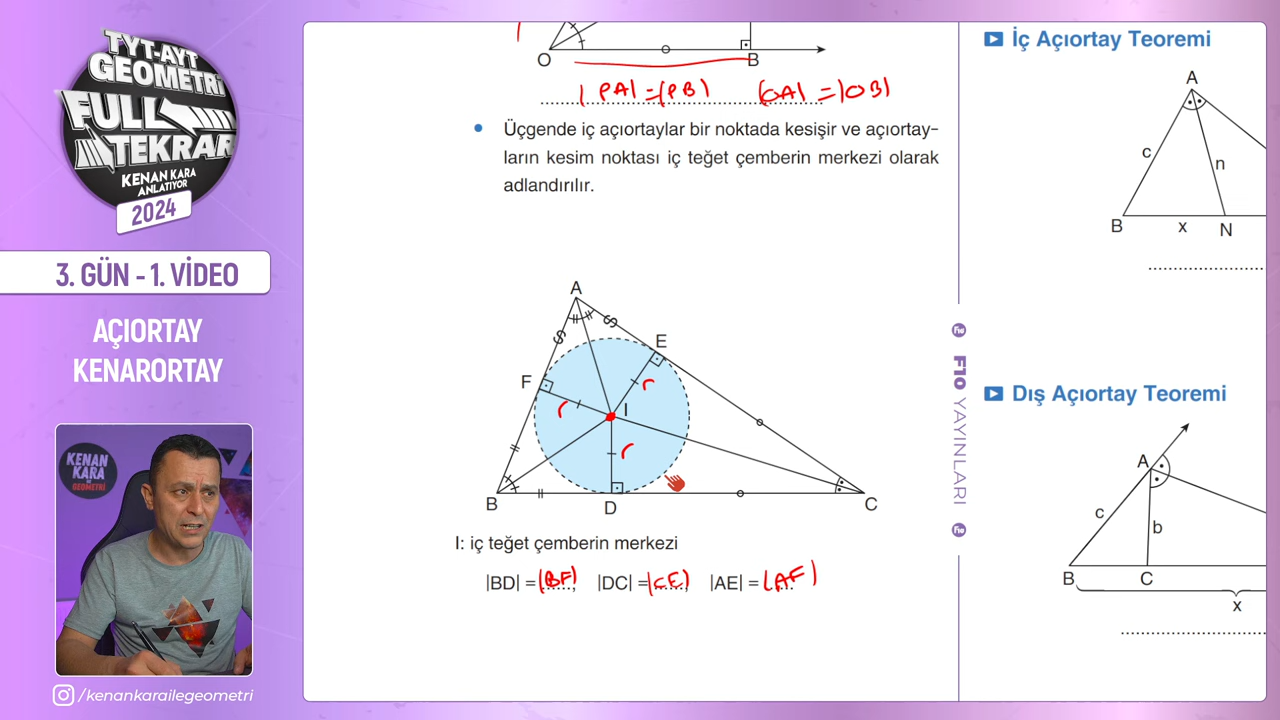 TYT-AYT
GEOMETRİ
FULL
TEKRAR
KENAN KARA
ANLATIYOR
2024
3. GÜN - 1. VİDEO
AÇIORTAY
KENARORTAY
KENAN
KARA
ile
GEOMETRİ
/kenankarailegeometri
O
B
|PA| = |PB| |OA| = |OB|
• Üçgende iç açıortaylar bir noktada kesişir ve açıortay-
ların kesim noktası iç teğet çemberin merkezi olarak
adlandırılır.
A
E
F
I
r
r
r
B
D
C
I: iç teğet çemberin merkezi
|BD| = |BF|, |DC| = |CE|, |AE| = |AF|
F10 YAYINLARI
İç Açıortay Teoremi
A
c
n
B
x
N
Dış Açıortay Teoremi
A
c
b
B
C
x